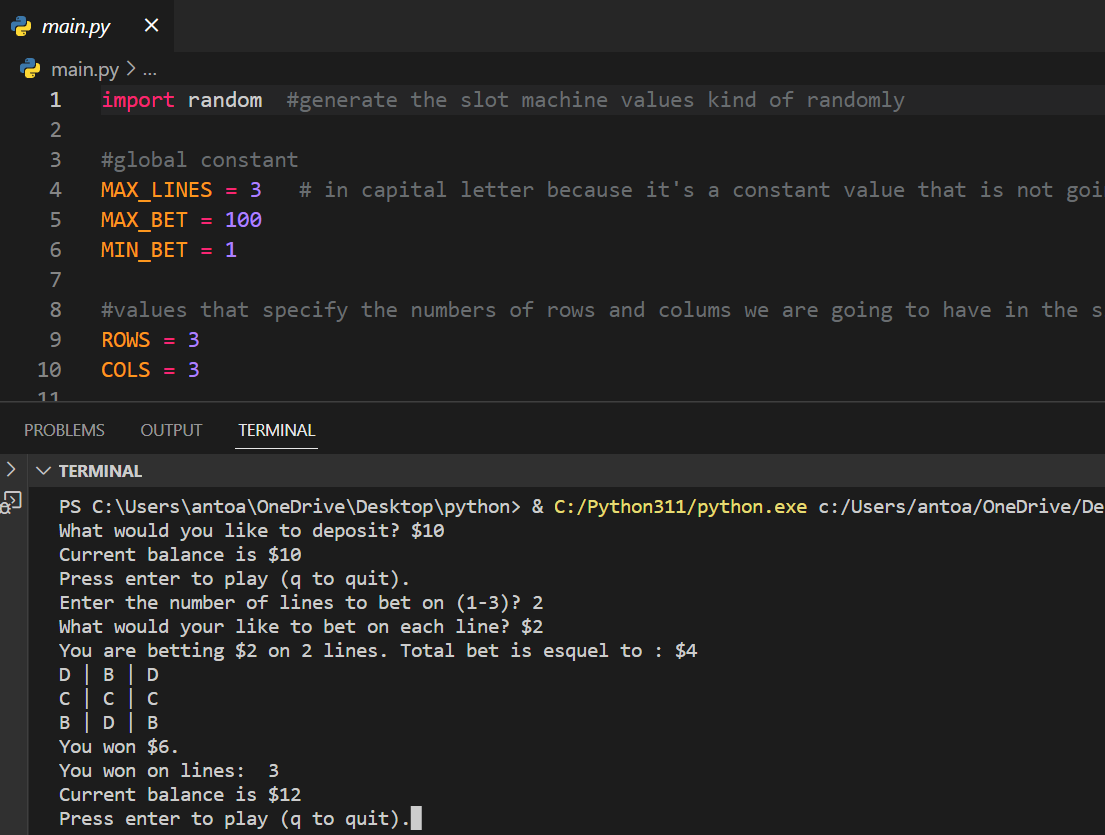 main.py ×
main.py > ...
1 import random  #generate the slot machine values kind of randomly
2
3 #global constant
4 MAX_LINES = 3   # in capital letter because it's a constant value that is not goi
5 MAX_BET = 100
6 MIN_BET = 1
7
8 #values that specify the numbers of rows and colums we are going to have in the s
9 ROWS = 3
10 COLS = 3
11
PROBLEMS OUTPUT TERMINAL
TERMINAL
PS C:\Users\antoa\OneDrive\Desktop\python> & C:/Python311/python.exe c:/Users/antoa/OneDrive/De
What would you like to deposit? $10
Current balance is $10
Press enter to play (q to quit).
Enter the number of lines to bet on (1-3)? 2
What would your like to bet on each line? $2
You are betting $2 on 2 lines. Total bet is esquel to : $4
D | B | D
C | C | C
B | D | B
You won $6.
You won on lines:  3
Current balance is $12
Press enter to play (q to quit).